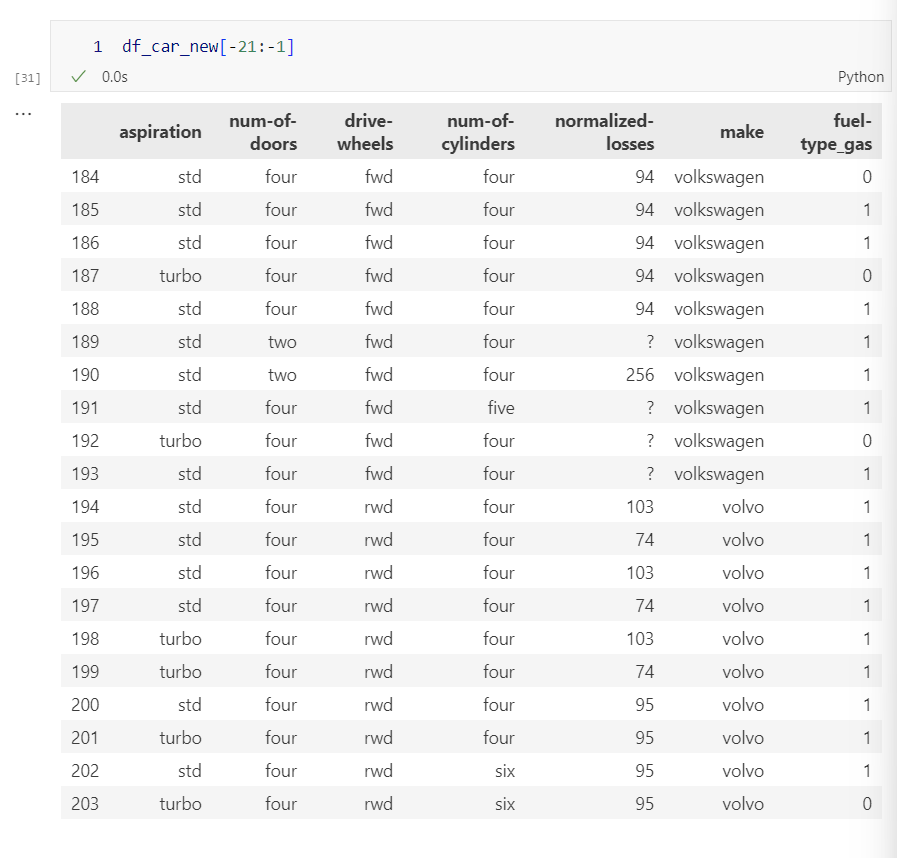 1 df_car_new[-21:-1]
[31] ✓ 0.0s Python
...
aspiration num-of-doors drive-wheels num-of-cylinders normalized-losses make fuel-type_gas
184 std four fwd four 94 volkswagen 0
185 std four fwd four 94 volkswagen 1
186 std four fwd four 94 volkswagen 1
187 turbo four fwd four 94 volkswagen 0
188 std four fwd four 94 volkswagen 1
189 std two fwd four ? volkswagen 1
190 std two fwd four 256 volkswagen 1
191 std four fwd five ? volkswagen 1
192 turbo four fwd four ? volkswagen 0
193 std four fwd four ? volkswagen 1
194 std four rwd four 103 volvo 1
195 std four rwd four 74 volvo 1
196 std four rwd four 103 volvo 1
197 std four rwd four 74 volvo 1
198 turbo four rwd four 103 volvo 1
199 turbo four rwd four 74 volvo 1
200 std four rwd four 95 volvo 1
201 turbo four rwd four 95 volvo 1
202 std four rwd six 95 volvo 1
203 turbo four rwd six 95 volvo 0